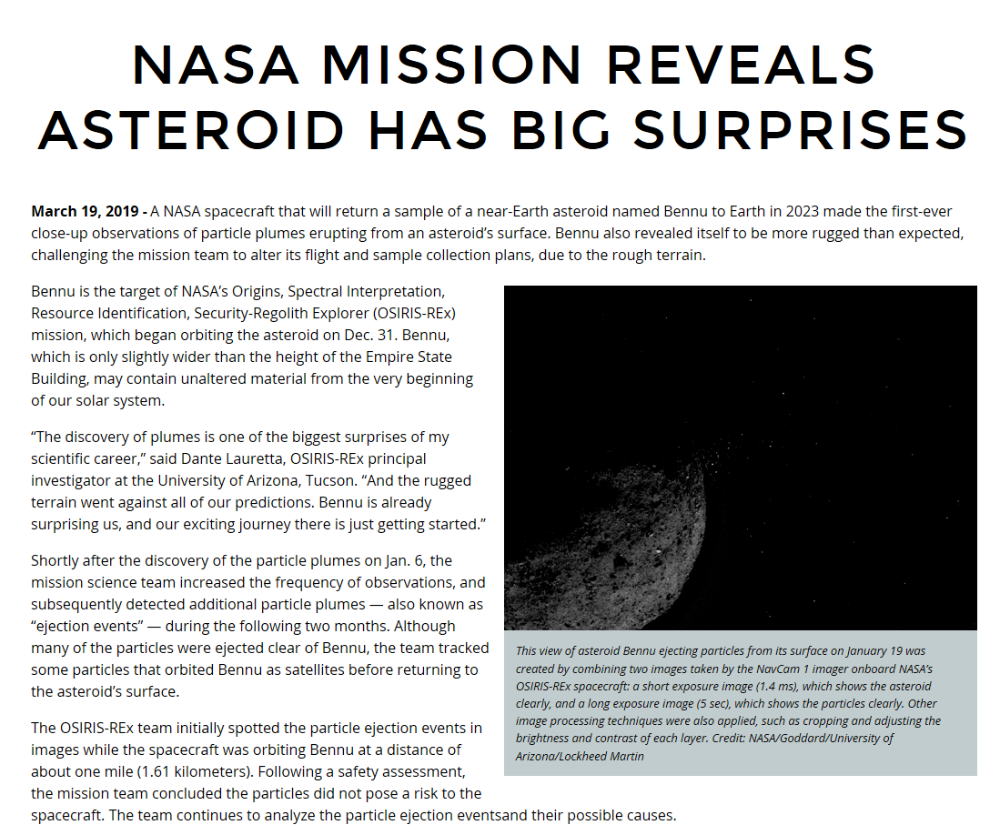 NASA MISSION REVEALS
ASTEROID HAS BIG SURPRISES
March 19, 2019 - A NASA spacecraft that will return a sample of a near-Earth asteroid named Bennu to Earth in 2023 made the first-ever
close-up observations of particle plumes erupting from an asteroid’s surface. Bennu also revealed itself to be more rugged than expected,
challenging the mission team to alter its flight and sample collection plans, due to the rough terrain.
Bennu is the target of NASA’s Origins, Spectral Interpretation,
Resource Identification, Security-Regolith Explorer (OSIRIS-REx)
mission, which began orbiting the asteroid on Dec. 31. Bennu,
which is only slightly wider than the height of the Empire State
Building, may contain unaltered material from the very beginning
of our solar system.
“The discovery of plumes is one of the biggest surprises of my
scientific career,” said Dante Lauretta, OSIRIS-REx principal
investigator at the University of Arizona, Tucson. “And the rugged
terrain went against all of our predictions. Bennu is already
surprising us, and our exciting journey there is just getting started.”
Shortly after the discovery of the particle plumes on Jan. 6, the
mission science team increased the frequency of observations, and
subsequently detected additional particle plumes — also known as
“ejection events” — during the following two months. Although
many of the particles were ejected clear of Bennu, the team tracked
some particles that orbited Bennu as satellites before returning to
the asteroid’s surface.
The OSIRIS-REx team initially spotted the particle ejection events in
images while the spacecraft was orbiting Bennu at a distance of
about one mile (1.61 kilometers). Following a safety assessment,
the mission team concluded the particles did not pose a risk to the
spacecraft. The team continues to analyze the particle ejection eventsand their possible causes.
This view of asteroid Bennu ejecting particles from its surface on January 19 was
created by combining two images taken by the NavCam 1 imager onboard NASA’s
OSIRIS-REx spacecraft: a short exposure image (1.4 ms), which shows the asteroid
clearly, and a long exposure image (5 sec), which shows the particles clearly. Other
image processing techniques were also applied, such as cropping and adjusting the
brightness and contrast of each layer. Credit: NASA/Goddard/University of
Arizona/Lockheed Martin